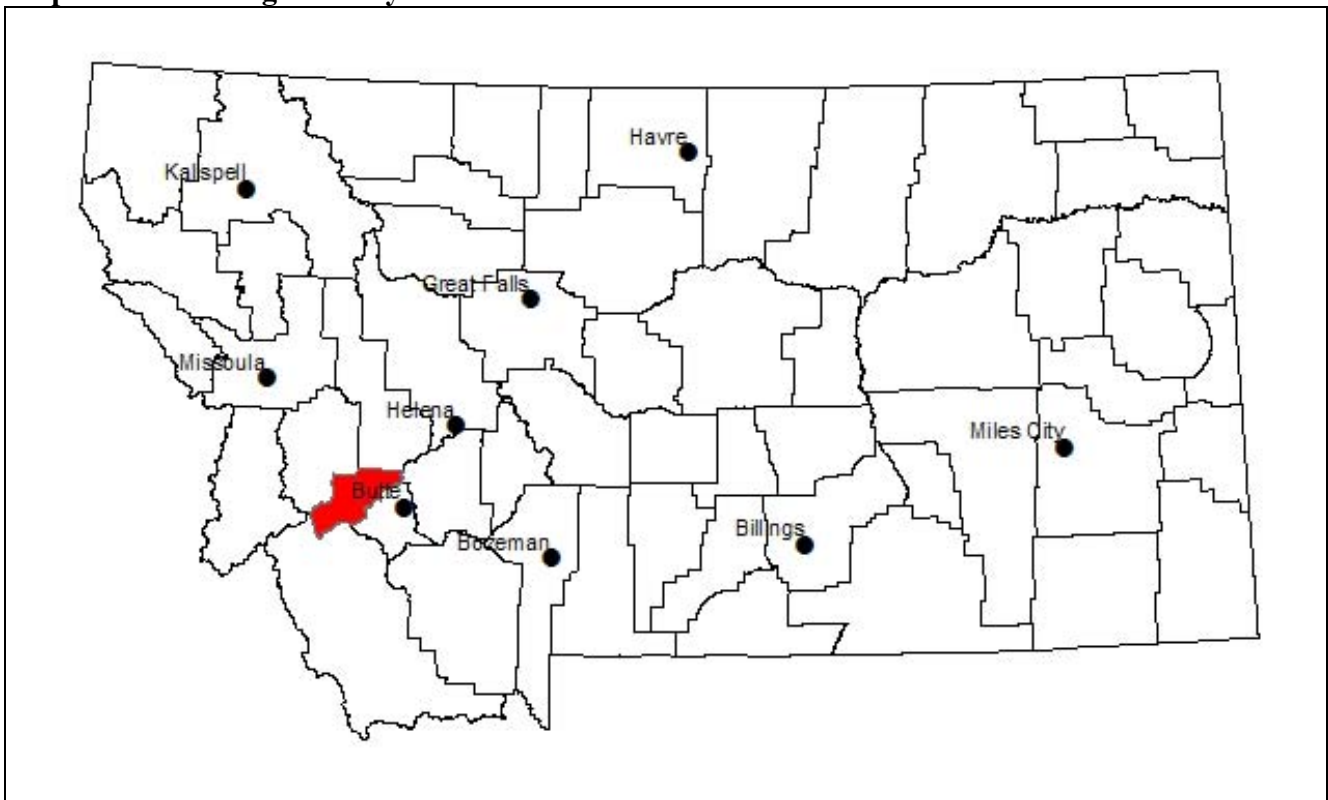 Havre
Kalispell
Great Falls
Missoula
Helena
Miles City
Butte
Billings
Bozeman